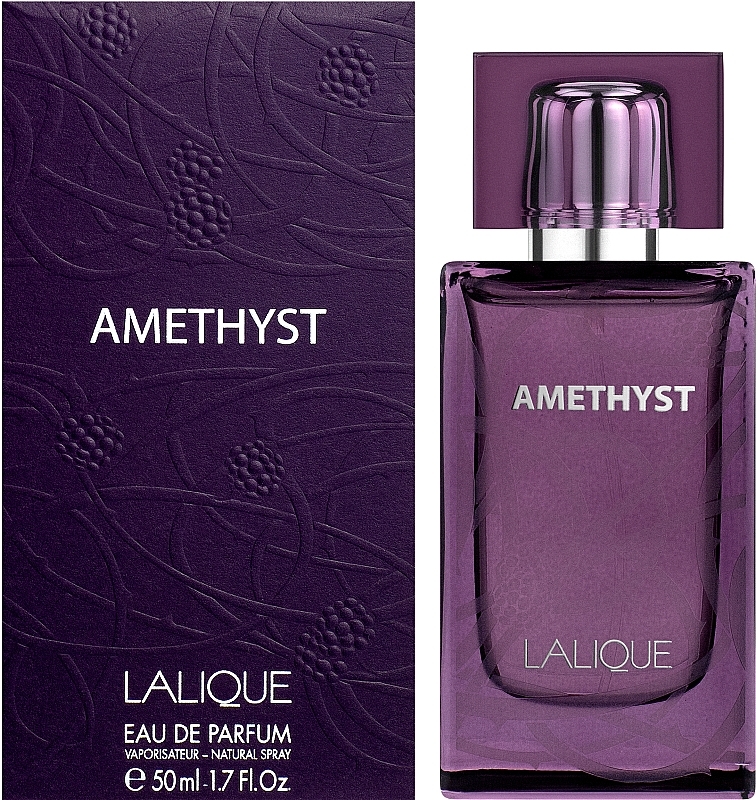 AMETHYST
LALIQUE
EAU DE PARFUM
VAPORISATEUR – NATURAL SPRAY
℮ 50 ml - 1.7 Fl. Oz.
AMETHYST
LALIQUE